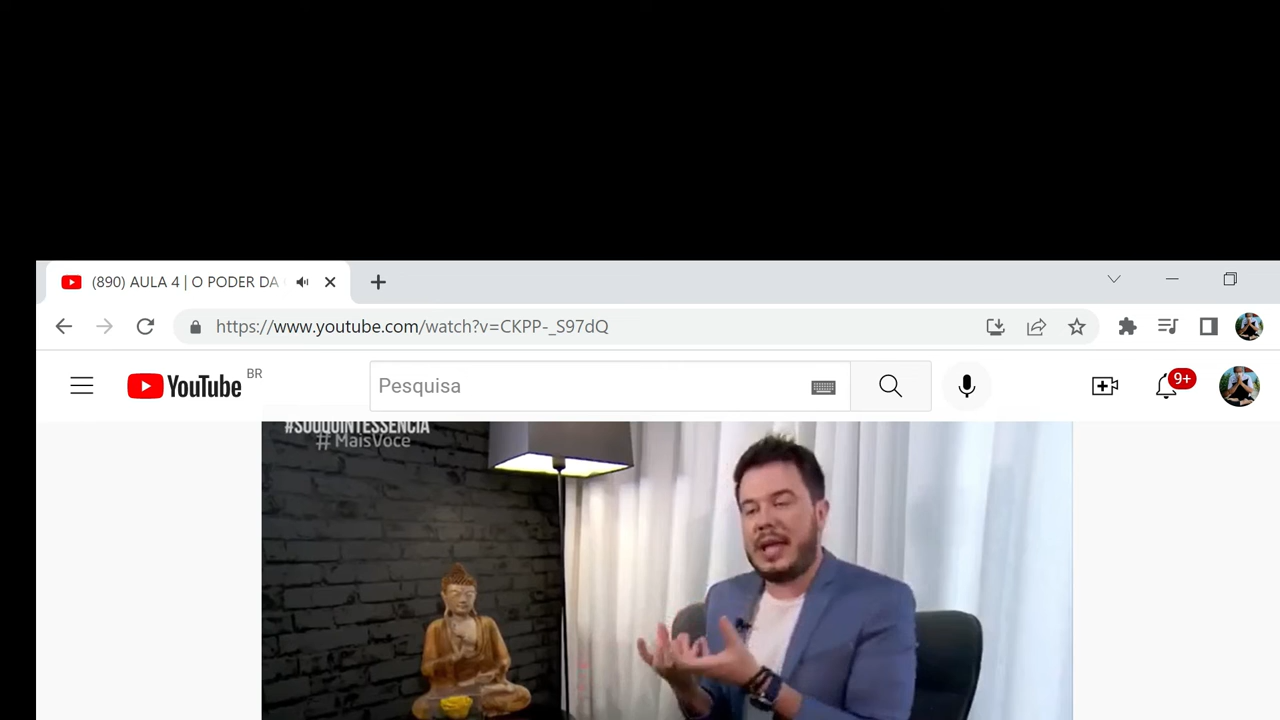 (890) AULA 4 | O PODER DA
https://www.youtube.com/watch?v=CKPP-_S97dQ
YouTube BR
Pesquisa
9+
#SOUQUINTESSENCIA
#MaisVoce